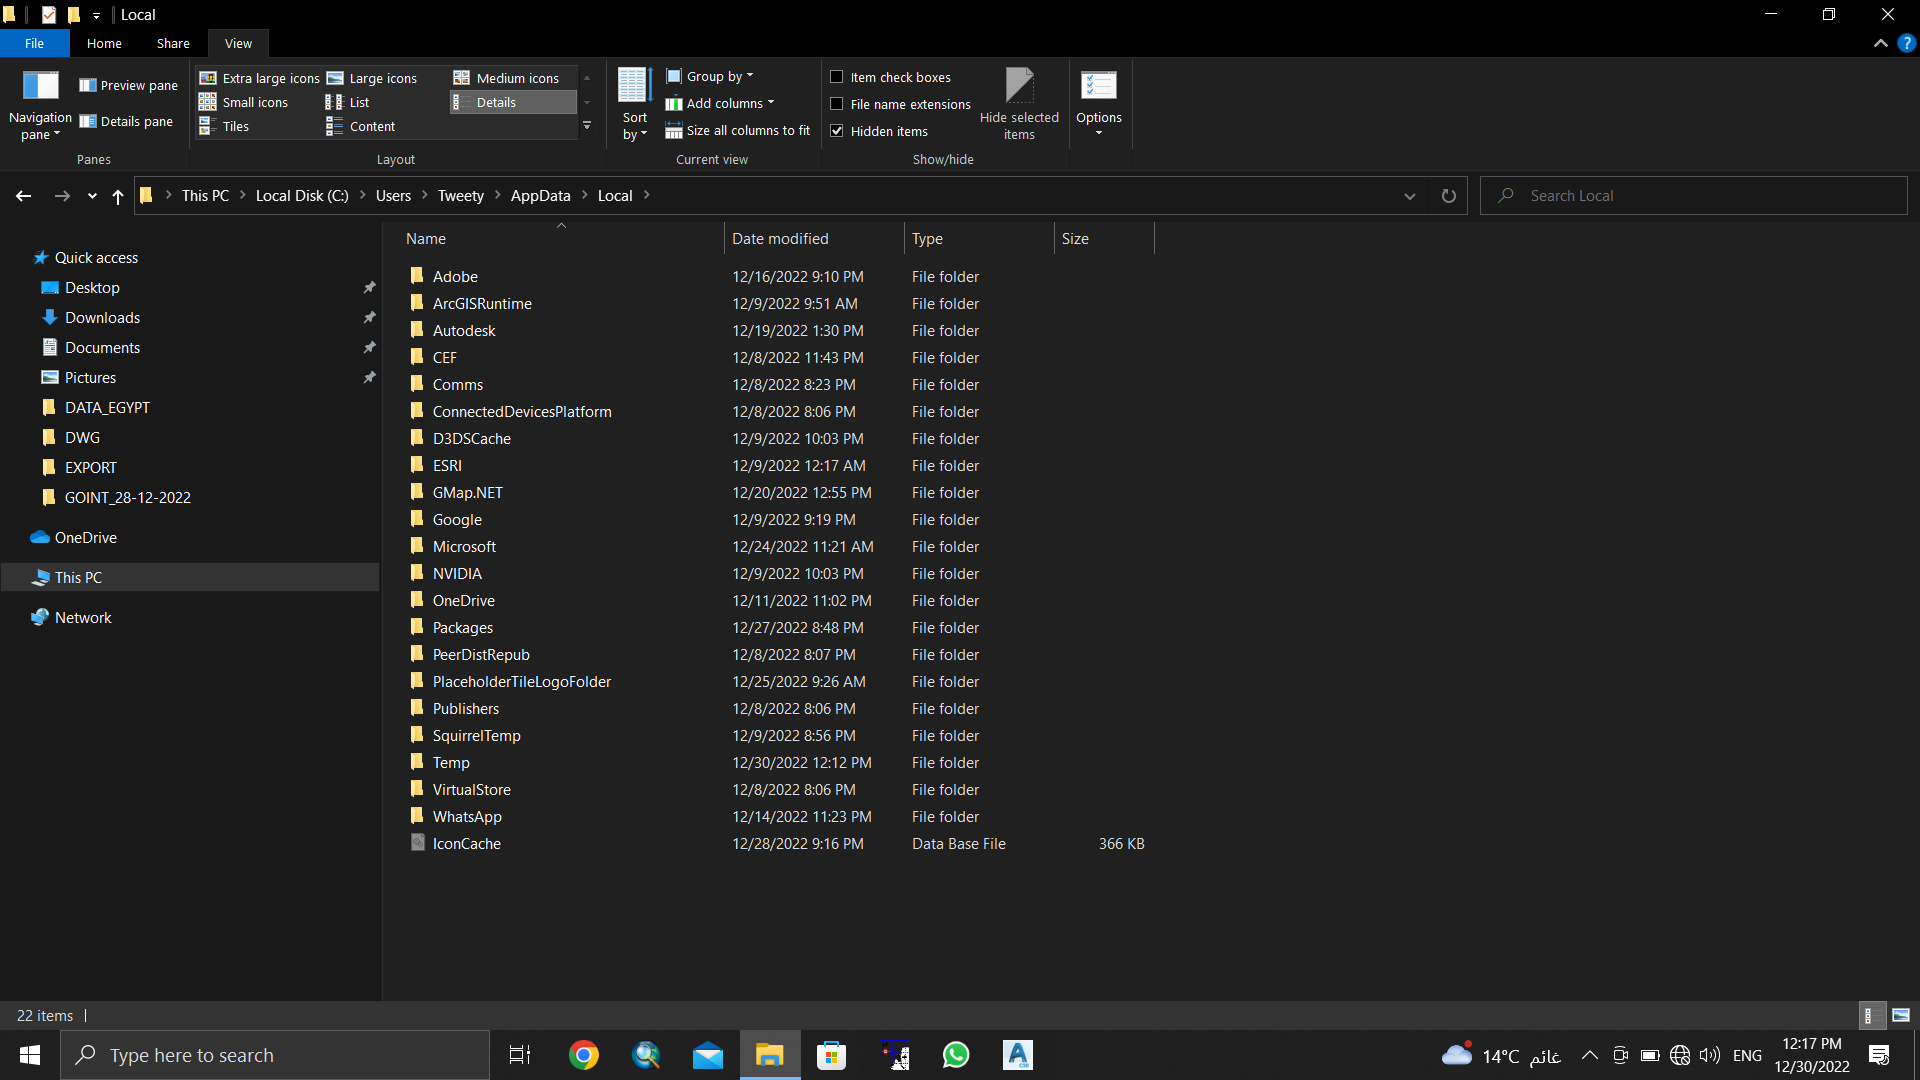 Local
File Home Share View
Navigation pane
Preview pane
Details pane
Panes
Extra large icons Large icons Medium icons
Small icons List Details
Tiles Content
Layout
Sort by
Group by
Add columns
Size all columns to fit
Current view
Item check boxes
File name extensions
Hidden items
Hide selected items
Show/hide
Options
This PC Local Disk (C:) Users Tweety AppData Local
Search Local
Quick access
Desktop
Downloads
Documents
Pictures
DATA_EGYPT
DWG
EXPORT
GOINT_28-12-2022
OneDrive
This PC
Network
Name Date modified Type Size
Adobe 12/16/2022 9:10 PM File folder
ArcGISRuntime 12/9/2022 9:51 AM File folder
Autodesk 12/19/2022 1:30 PM File folder
CEF 12/8/2022 11:43 PM File folder
Comms 12/8/2022 8:23 PM File folder
ConnectedDevicesPlatform 12/8/2022 8:06 PM File folder
D3DSCache 12/9/2022 10:03 PM File folder
ESRI 12/9/2022 12:17 AM File folder
GMap.NET 12/20/2022 12:55 PM File folder
Google 12/9/2022 9:19 PM File folder
Microsoft 12/24/2022 11:21 AM File folder
NVIDIA 12/9/2022 10:03 PM File folder
OneDrive 12/11/2022 11:02 PM File folder
Packages 12/27/2022 8:48 PM File folder
PeerDistRepub 12/8/2022 8:07 PM File folder
PlaceholderTileLogoFolder 12/25/2022 9:26 AM File folder
Publishers 12/8/2022 8:06 PM File folder
SquirrelTemp 12/9/2022 8:56 PM File folder
Temp 12/30/2022 12:12 PM File folder
VirtualStore 12/8/2022 8:06 PM File folder
WhatsApp 12/14/2022 11:23 PM File folder
IconCache 12/28/2022 9:16 PM Data Base File 366 KB
22 items
Type here to search
14°C غائم
ENG
12:17 PM
12/30/2022